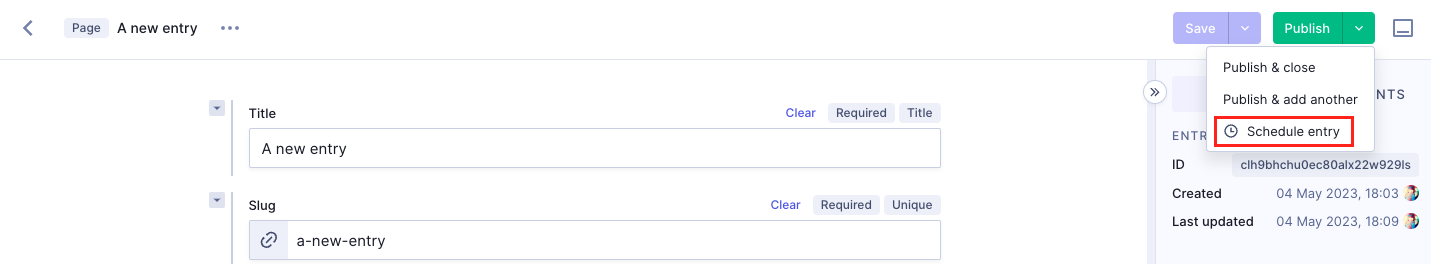 Page A new entry ••• Save Publish
Publish & close
Publish & add another
Schedule entry
NTS
Title Clear Required Title
A new entry
Slug Clear Required Unique
a-new-entry
ENTR
ID clh9bhchu0ec80alx22w929ls
Created 04 May 2023, 18:03
Last updated 04 May 2023, 18:09